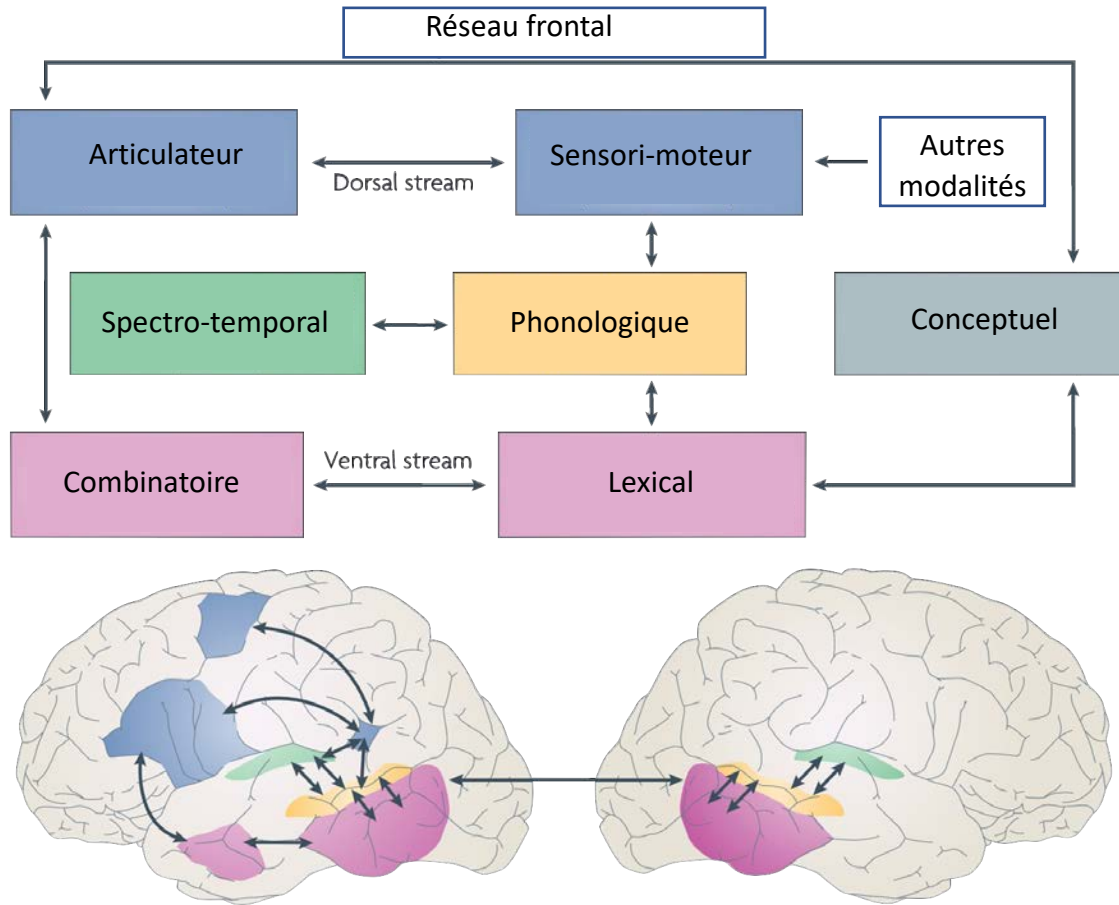 Réseau frontal
Articulateur
Dorsal stream
Sensori-moteur
Autres
modalités
Spectro-temporal
Phonologique
Conceptuel
Combinatoire
Ventral stream
Lexical